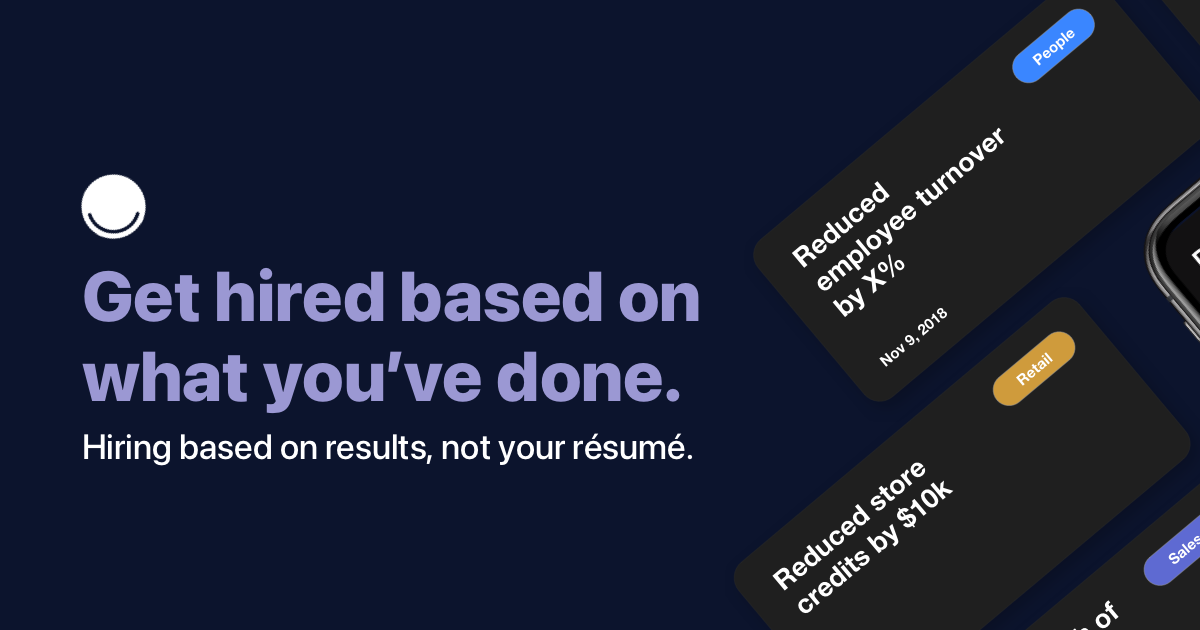 Get hired based on
what you’ve done.
Hiring based on results, not your résumé.
People
Reduced
employee turnover
by X%
Nov 9, 2018
Retail
Reduced store
credits by $10k
Sales
of